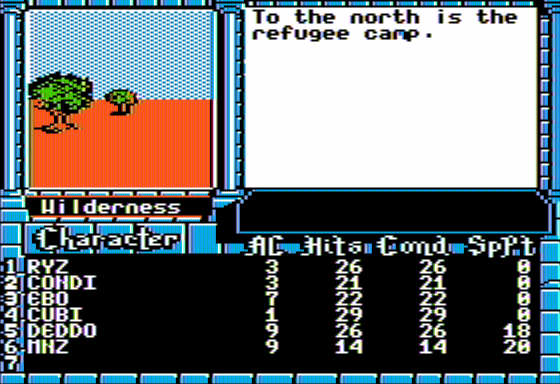 To the north is the
refugee camp.
Wilderness
Character AC Hits Cond SpPt
1 RYZ 3 26 26 0
2 CONDI 3 21 21 0
3 EBO 7 22 22 0
4 CUBI 1 29 29 0
5 DEDDO 9 26 26 18
6 MNZ 9 14 14 20
7